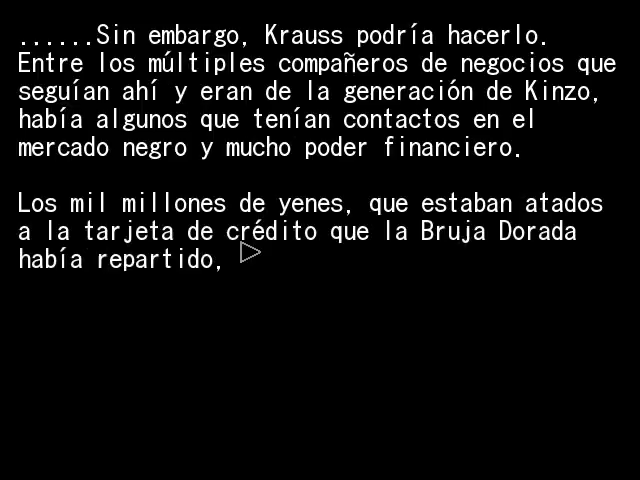 ......Sin embargo, Krauss podría hacerlo.
Entre los múltiples compañeros de negocios que
seguían ahí y eran de la generación de Kinzo,
había algunos que tenían contactos en el
mercado negro y mucho poder financiero.
Los mil millones de yenes, que estaban atados
a la tarjeta de crédito que la Bruja Dorada
había repartido,